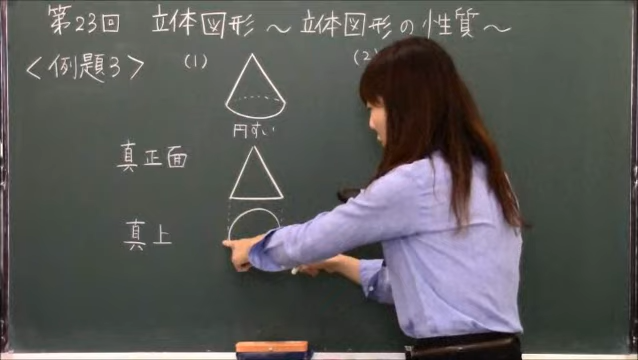 第23回 立体図形 ～立体図形の性質～
＜例題3＞ (1) (2)
円すい
真正面
真上